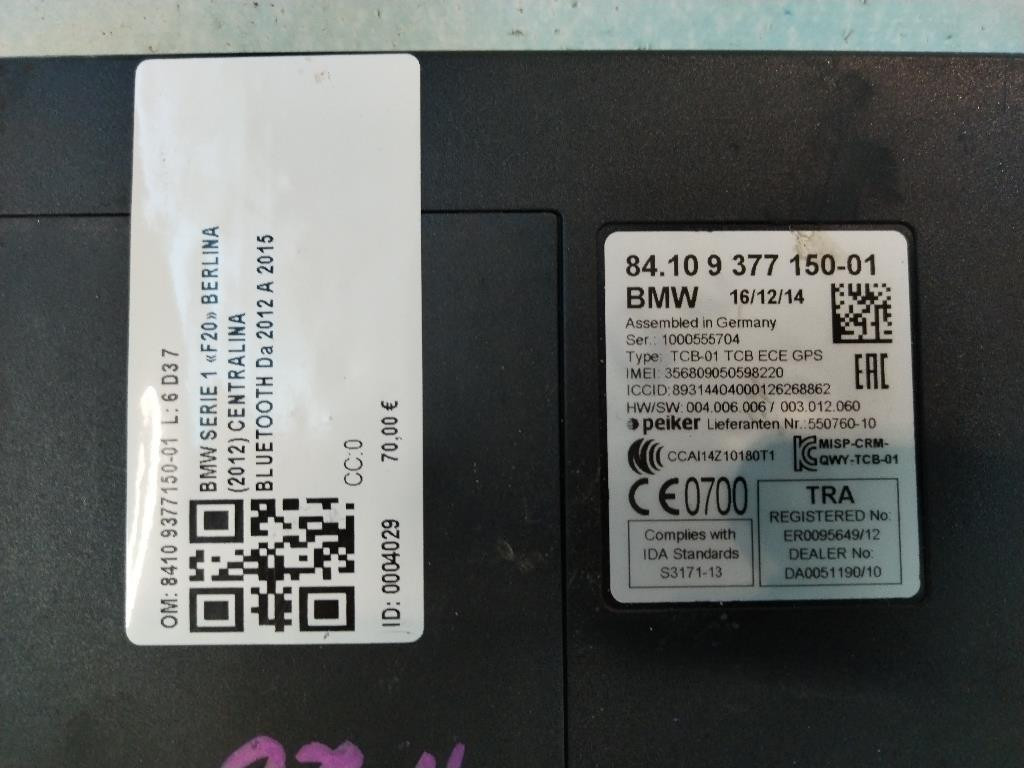 OM: 8410 9377150-01 L: 6 D37
BMW SERIE 1 «F20» BERLINA
(2012) CENTRALINA
BLUETOOTH Da 2012 A 2015
CC:0
ID: 0004029 70,00 €
84.10 9 377 150-01
BMW 16/12/14
Assembled in Germany
Ser.: 1000555704
Type: TCB-01 TCB ECE GPS
IMEI: 356809050598220
ICCID: 89314404000126268862
HW/SW: 004.006.006 / 003.012.060
peiker Lieferanten Nr.: 550760-10
CCAI14Z10180T1
MISP-CRM-
QWY-TCB-01
CE0700
Complies with
IDA Standards
S3171-13
TRA
REGISTERED No:
ER0095649/12
DEALER No:
DA0051190/10
EAC